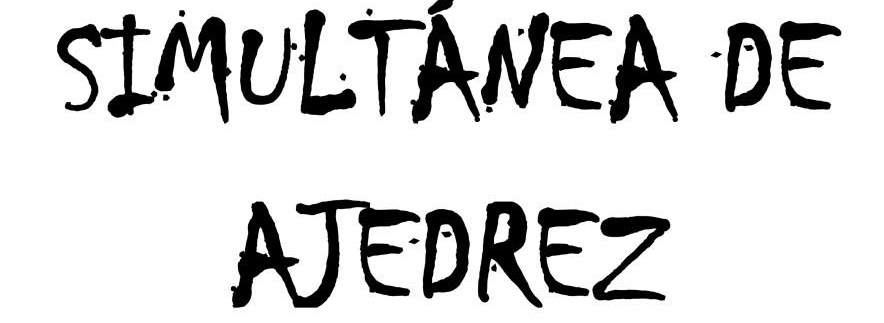 SIMULTÁNEA DE
AJEDREZ